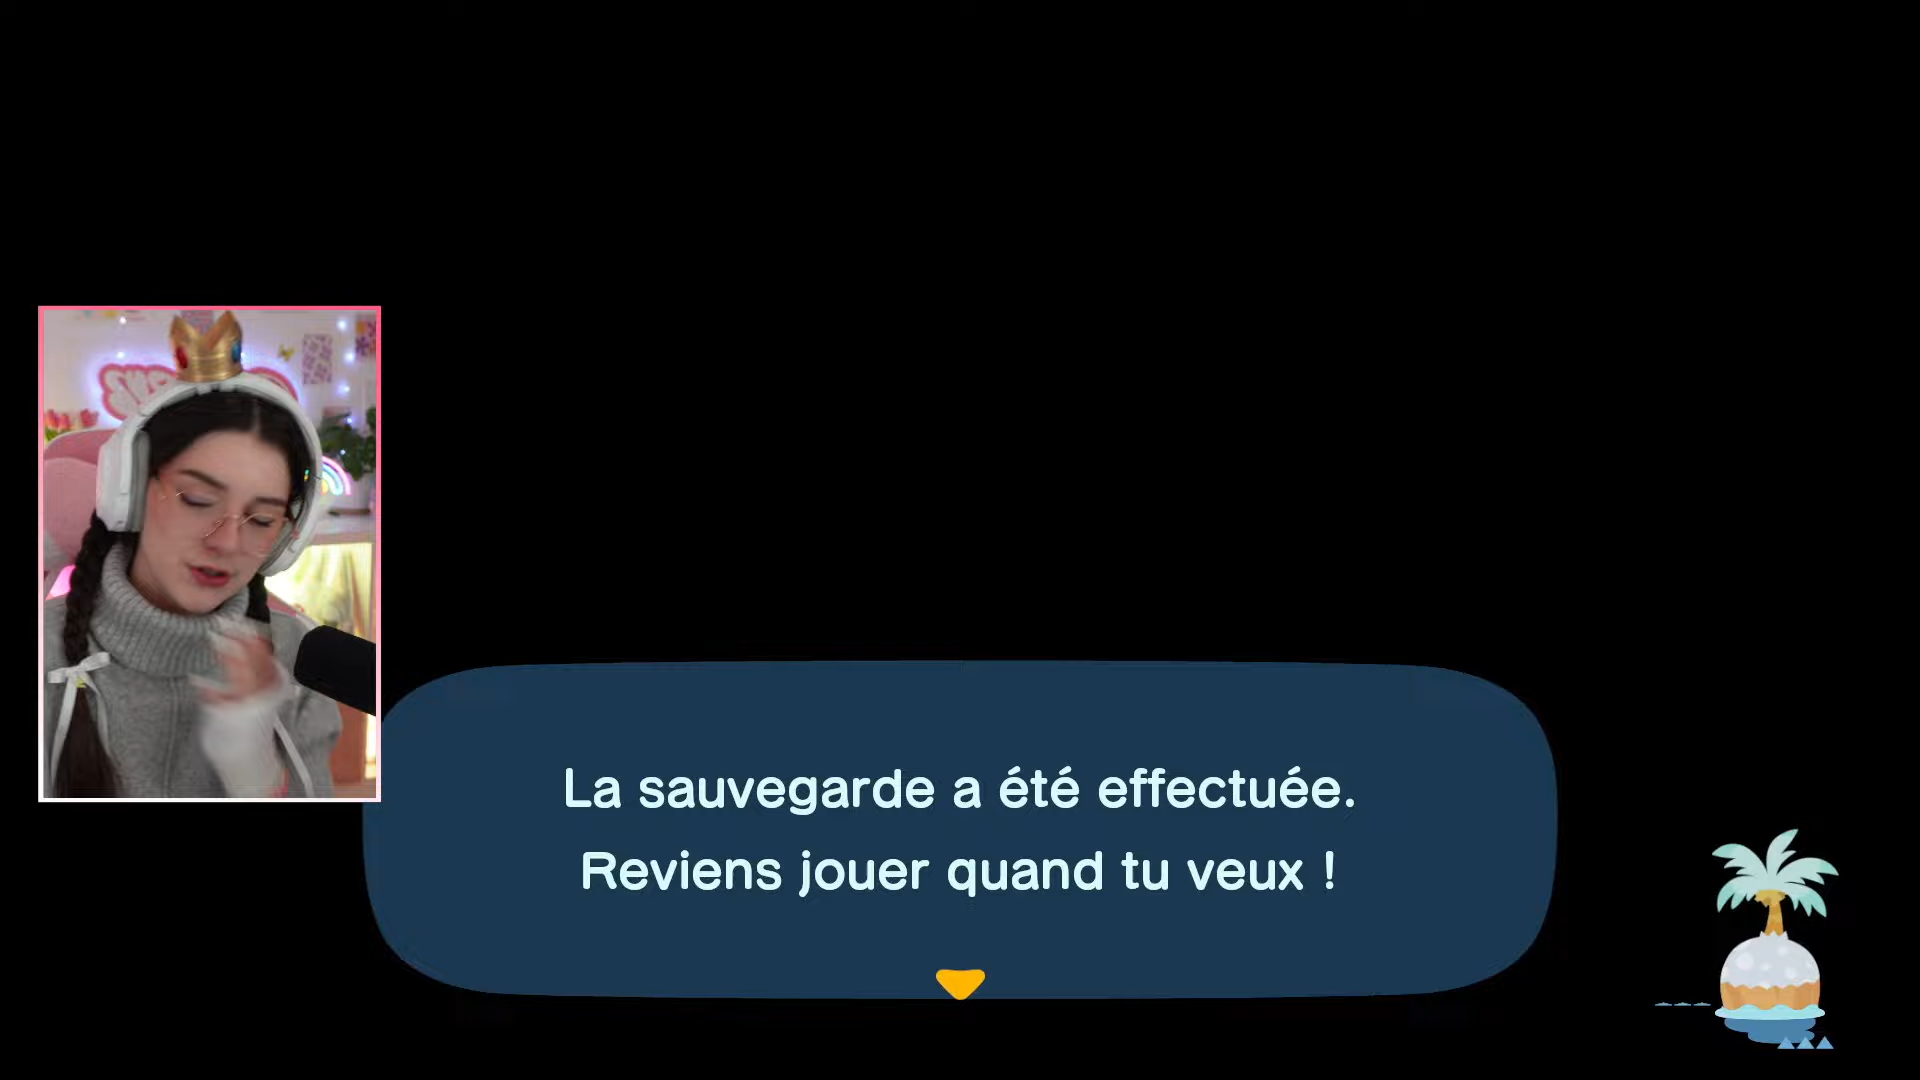 La sauvegarde a été effectuée.
Reviens jouer quand tu veux !